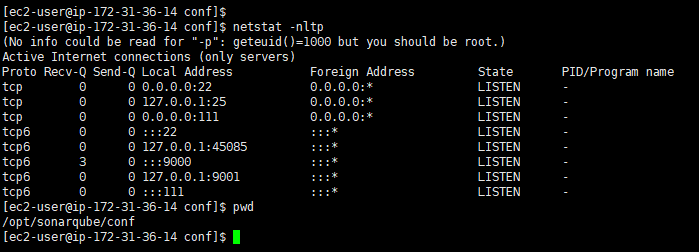 [ec2-user@ip-172-31-36-14 conf]$
[ec2-user@ip-172-31-36-14 conf]$ netstat -nltp
(No info could be read for "-p": geteuid()=1000 but you should be root.)
Active Internet connections (only servers)
Proto Recv-Q Send-Q Local Address           Foreign Address         State       PID/Program name
tcp        0      0 0.0.0.0:22              0.0.0.0:*               LISTEN      -
tcp        0      0 127.0.0.1:25            0.0.0.0:*               LISTEN      -
tcp        0      0 0.0.0.0:111             0.0.0.0:*               LISTEN      -
tcp6       0      0 :::22                   :::*                    LISTEN      -
tcp6       0      0 127.0.0.1:45085         :::*                    LISTEN      -
tcp6       3      0 :::9000                 :::*                    LISTEN      -
tcp6       0      0 127.0.0.1:9001          :::*                    LISTEN      -
tcp6       0      0 :::111                  :::*                    LISTEN      -
[ec2-user@ip-172-31-36-14 conf]$ pwd
/opt/sonarqube/conf
[ec2-user@ip-172-31-36-14 conf]$